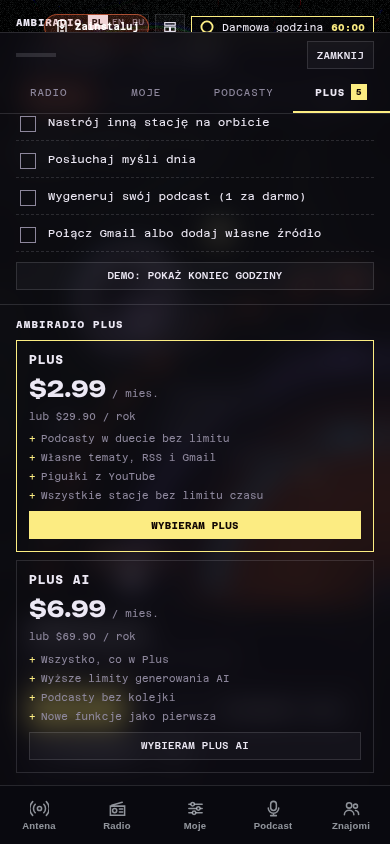 AMBIRADIO PL EN RU
Zainstaluj
Darmowa godzina 60:00
ZAMKNIJ
RADIO MOJE PODCASTY PLUS 5
Nastrój inną stację na orbicie
Posłuchaj myśli dnia
Wygeneruj swój podcast (1 za darmo)
Połącz Gmail albo dodaj własne źródło
DEMO: POKAŻ KONIEC GODZINY
AMBIRADIO PLUS
PLUS
$2.99 / mies.
lub $29.90 / rok
+ Podcasty w duecie bez limitu
+ Własne tematy, RSS i Gmail
+ Pigułki z YouTube
+ Wszystkie stacje bez limitu czasu
WYBIERAM PLUS
PLUS AI
$6.99 / mies.
lub $69.90 / rok
+ Wszystko, co w Plus
+ Wyższe limity generowania AI
+ Podcasty bez kolejki
+ Nowe funkcje jako pierwsza
WYBIERAM PLUS AI
Antena Radio Moje Podcast Znajomi